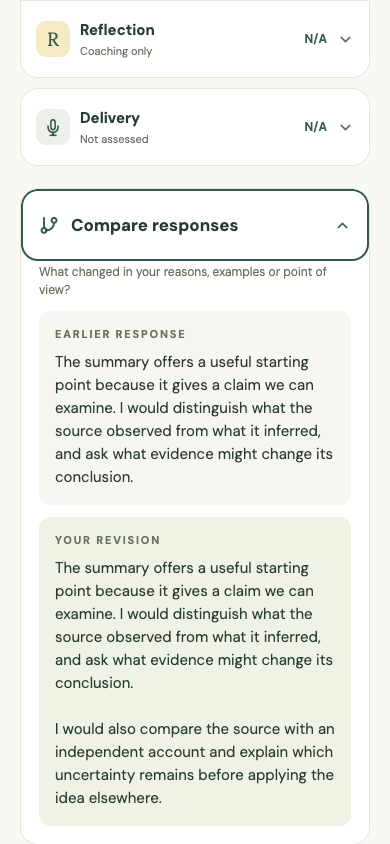 R
Reflection
Coaching only
N/A
Delivery
Not assessed
N/A
Compare responses
What changed in your reasons, examples or point of
view?
EARLIER RESPONSE
The summary offers a useful starting
point because it gives a claim we can
examine. I would distinguish what the
source observed from what it inferred,
and ask what evidence might change its
conclusion.
YOUR REVISION
The summary offers a useful starting
point because it gives a claim we can
examine. I would distinguish what the
source observed from what it inferred,
and ask what evidence might change its
conclusion.
I would also compare the source with an
independent account and explain which
uncertainty remains before applying the
idea elsewhere.